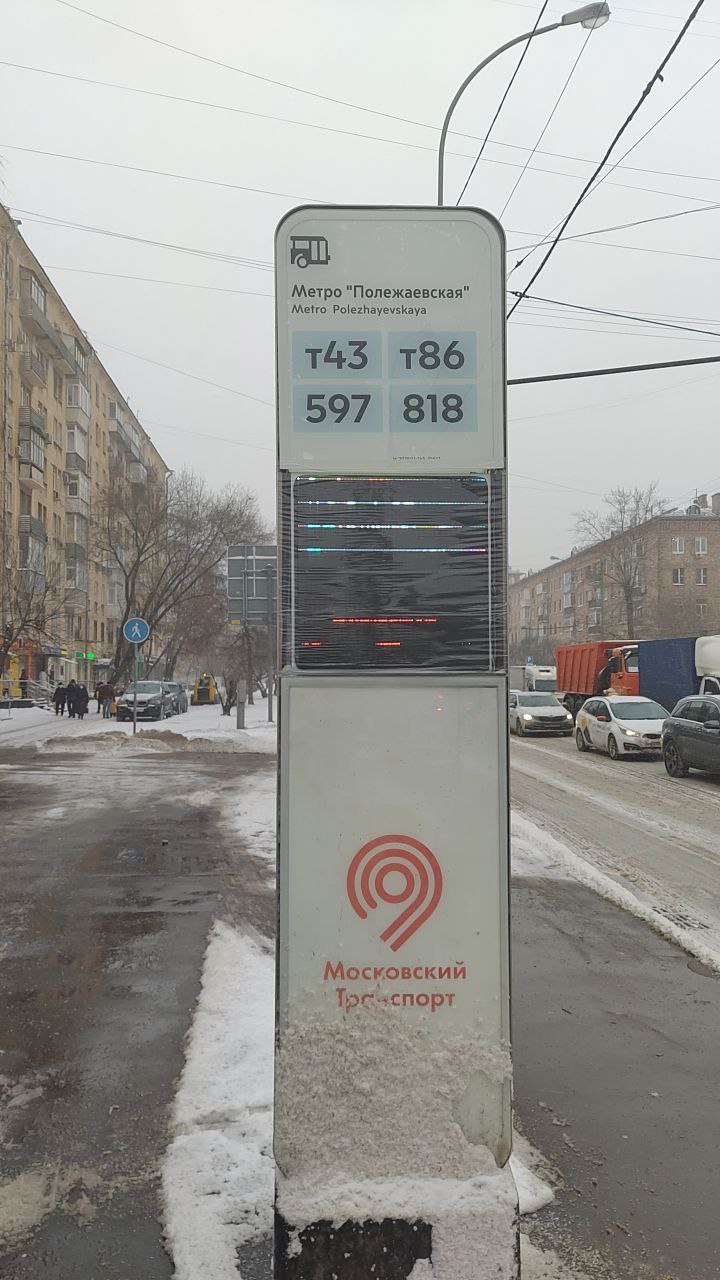 Метро "Полежаевская"
Metro Polezhayevskaya
т43 т86
597 818
Московский
Транспорт